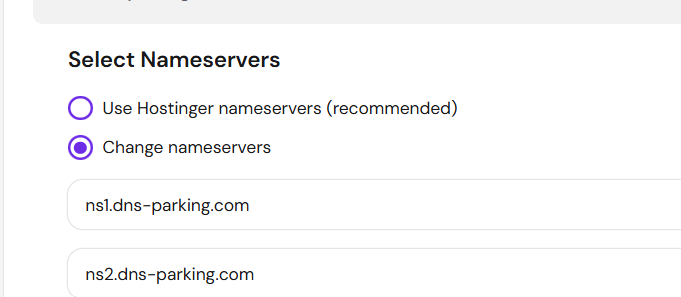 Select Nameservers
Use Hostinger nameservers (recommended)
Change nameservers
ns1.dns-parking.com
ns2.dns-parking.com